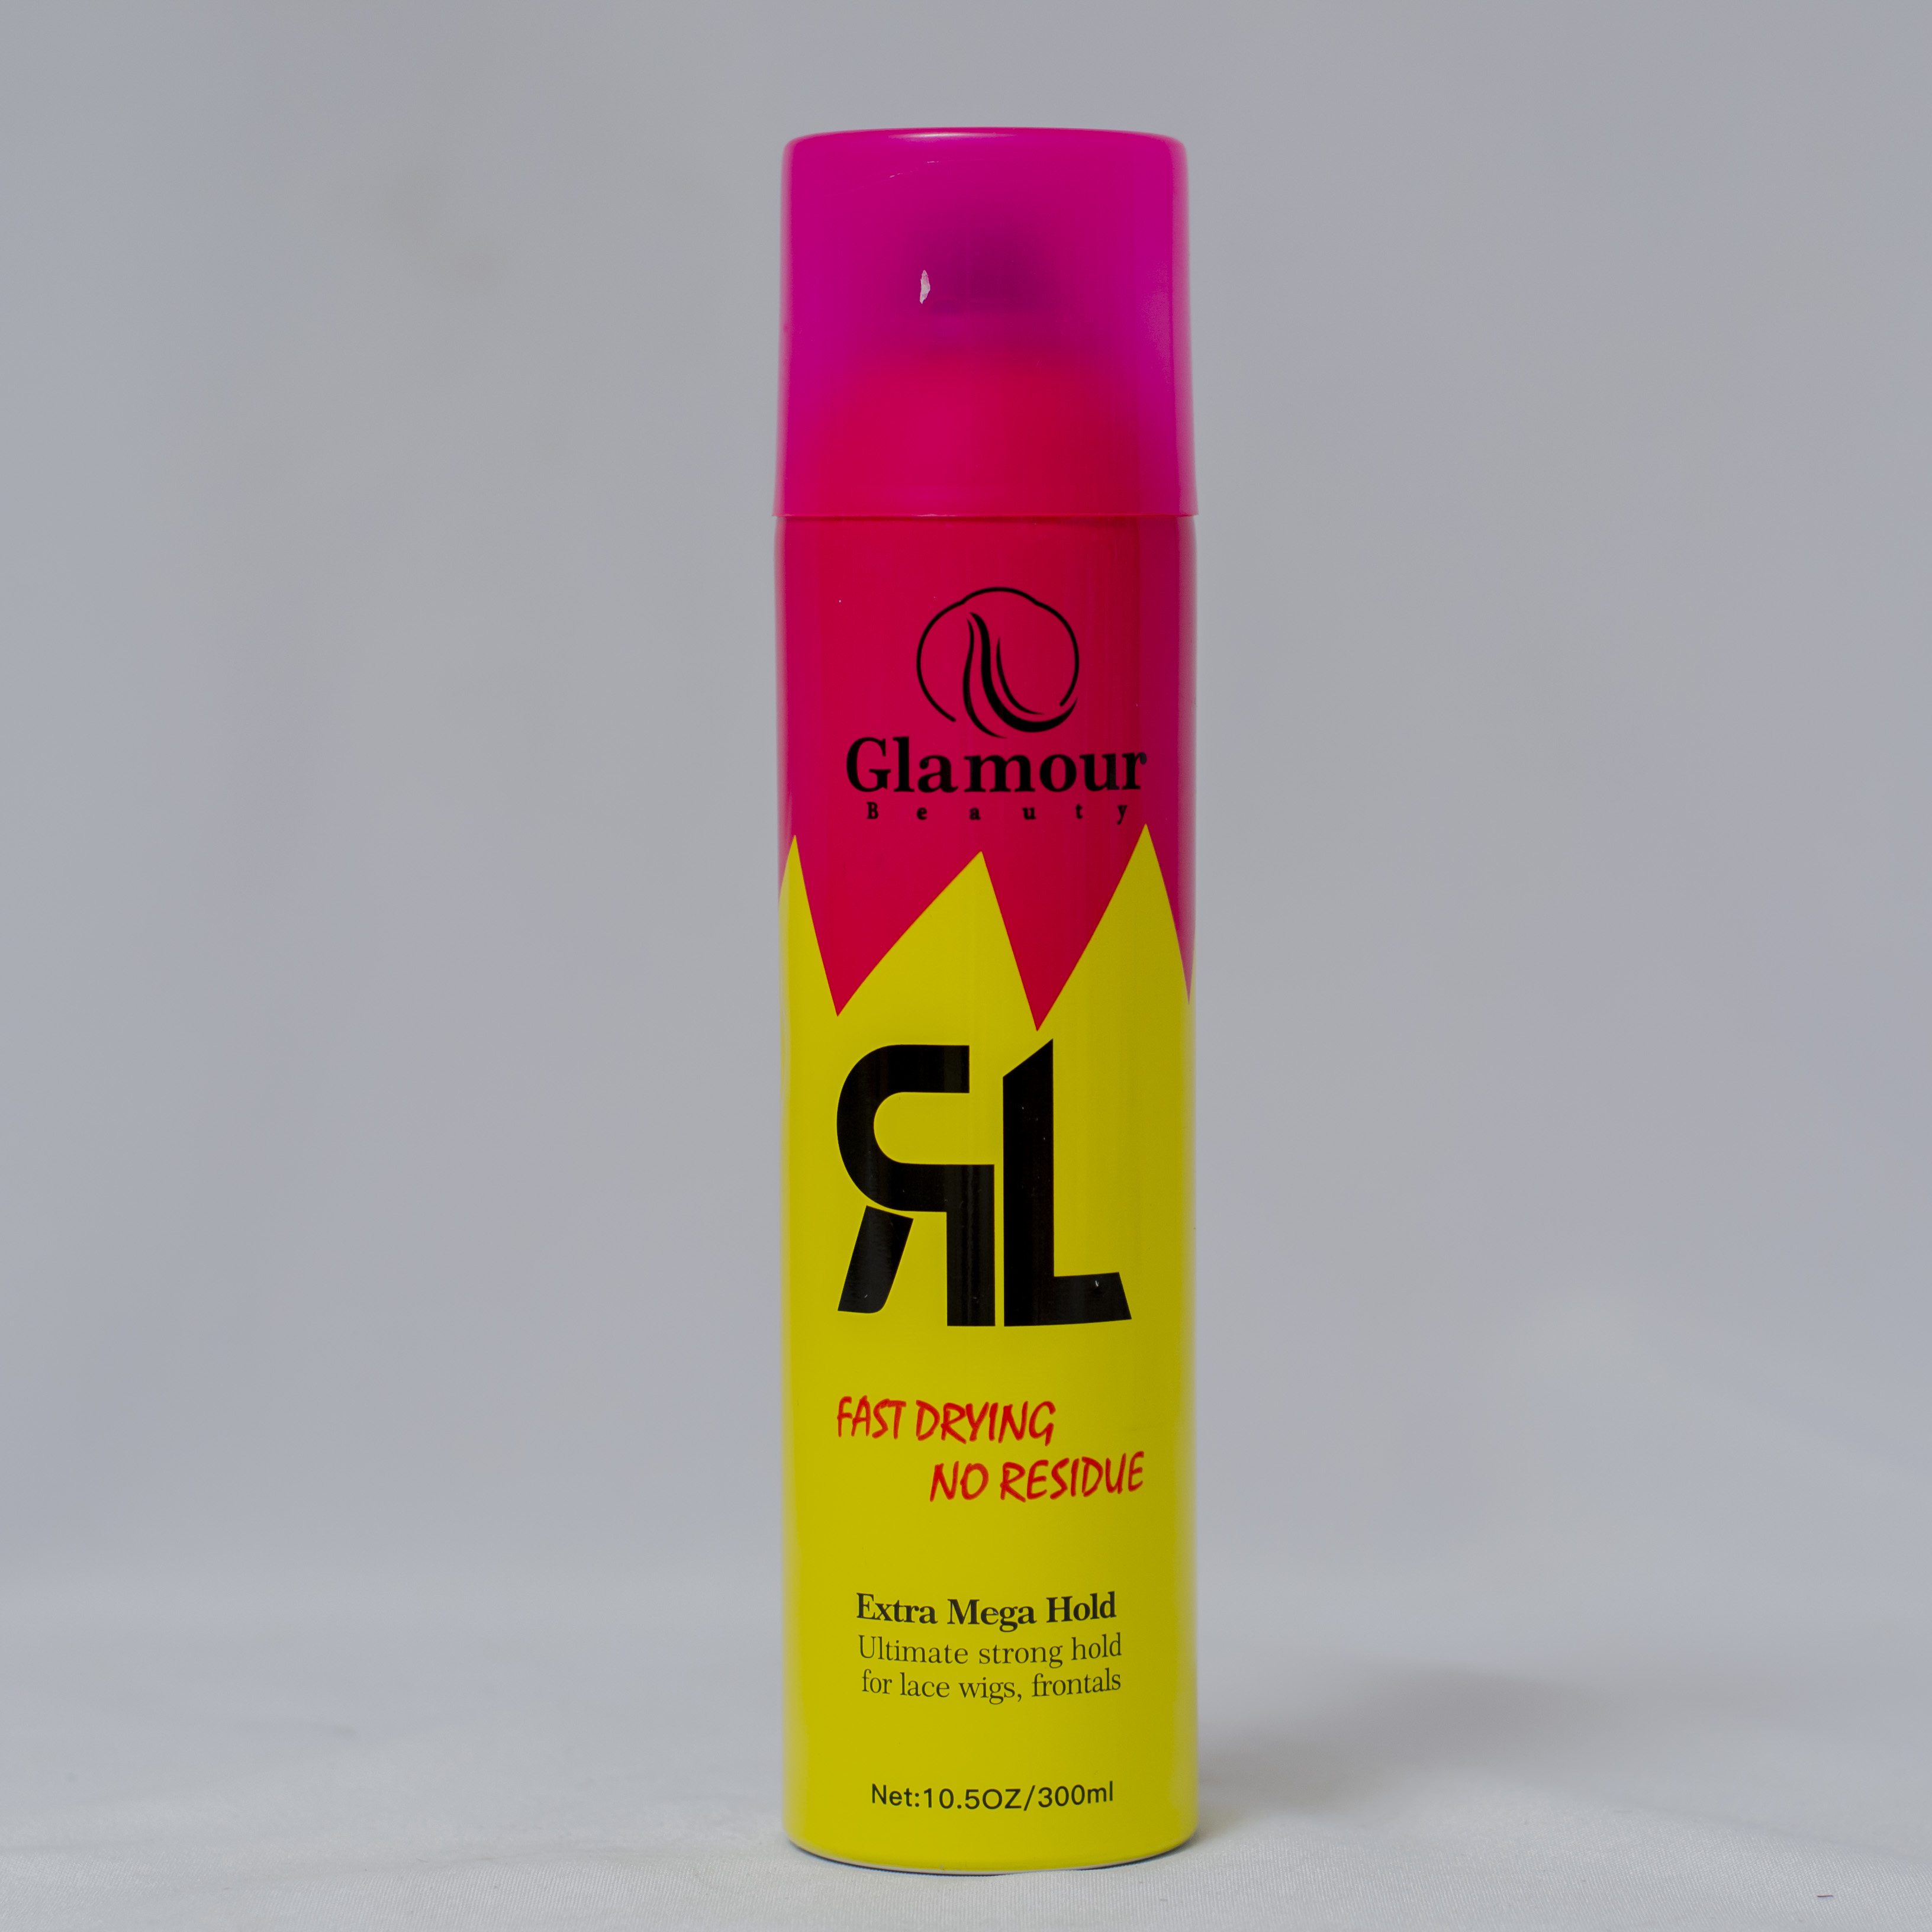 Glamour
Beauty
ЯL
FAST DRYING
NO RESIDUE
Extra Mega Hold
Ultimate strong hold
for lace wigs, frontals
Net:10.5OZ/300ml